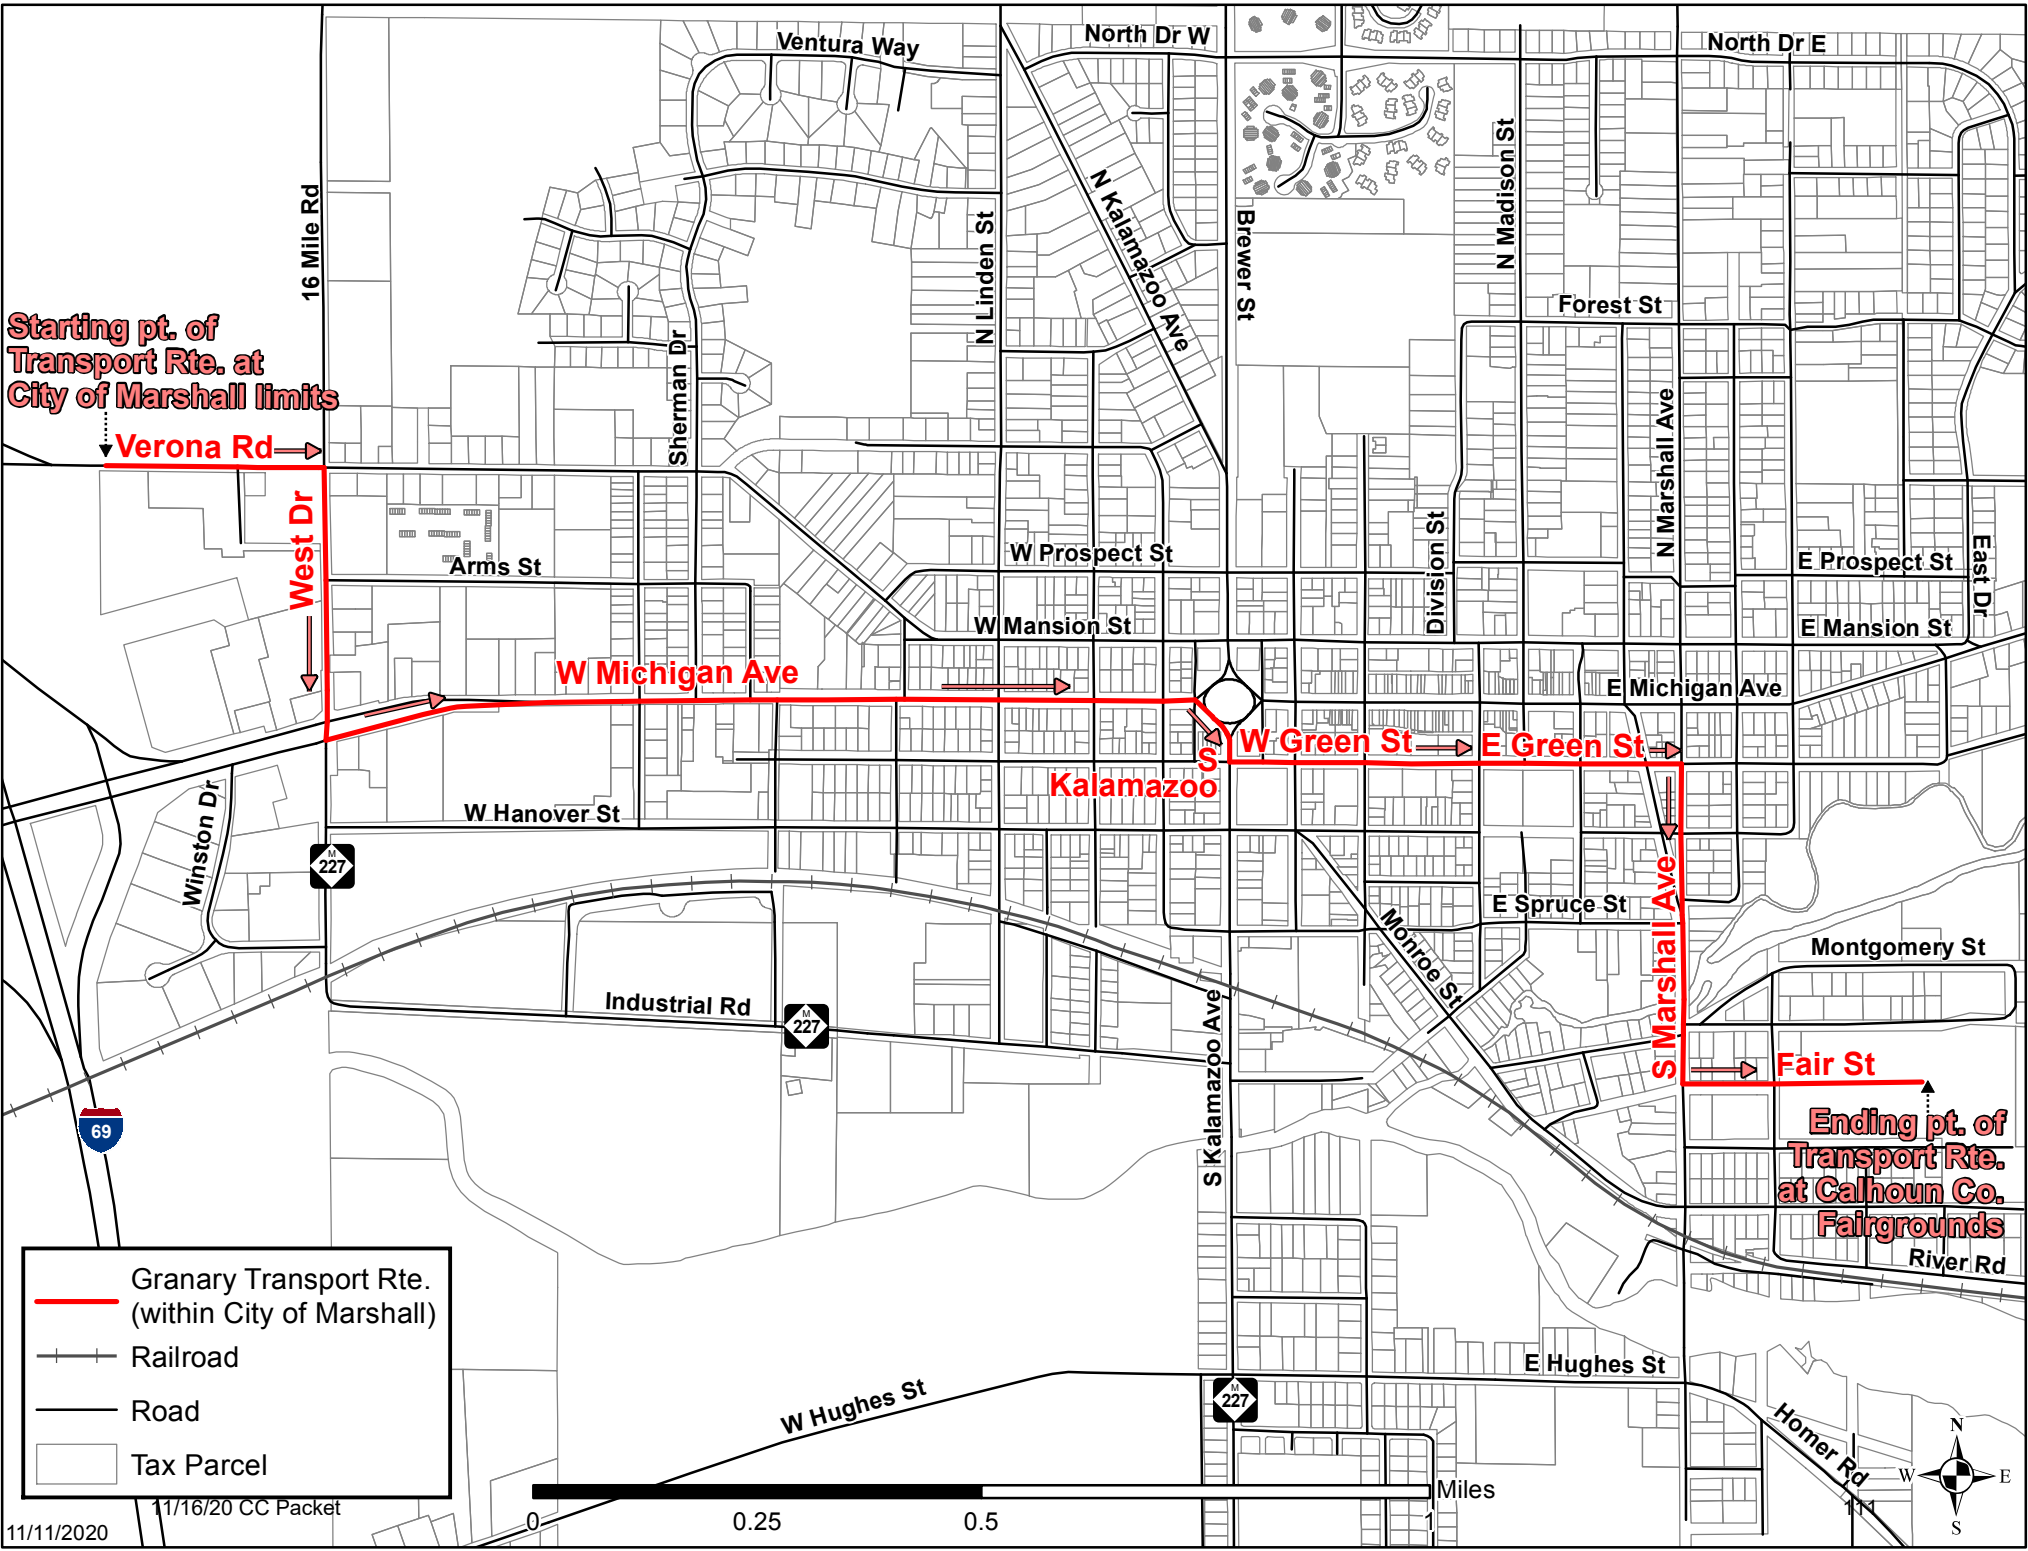 Ventura Way
North Dr W
North Dr E
16 Mile Rd
N Linden St
N Kalamazoo Ave
Brewer St
N Madison St
Forest St
Starting pt. of
Transport Rte. at
City of Marshall limits
Verona Rd
Sherman Dr
N Marshall Ave
West Dr
Arms St
W Prospect St
Division St
E Prospect St
East Dr
W Mansion St
E Mansion St
W Michigan Ave
E Michigan Ave
W Green St
E Green St
S
Kalamazoo
Winston Dr
W Hanover St
M
227
E Spruce St
Monroe St
S Marshall Ave
Montgomery St
Industrial Rd
M
227
S Kalamazoo Ave
Fair St
69
Ending pt. of
Transport Rte.
at Calhoun Co.
Fairgrounds
River Rd
Granary Transport Rte.
(within City of Marshall)
Railroad
Road
Tax Parcel
E Hughes St
W Hughes St
M
227
Homer Rd
N
W
E
S
Miles
0
0.25
0.5
1
11/16/20 CC Packet
111
11/11/2020